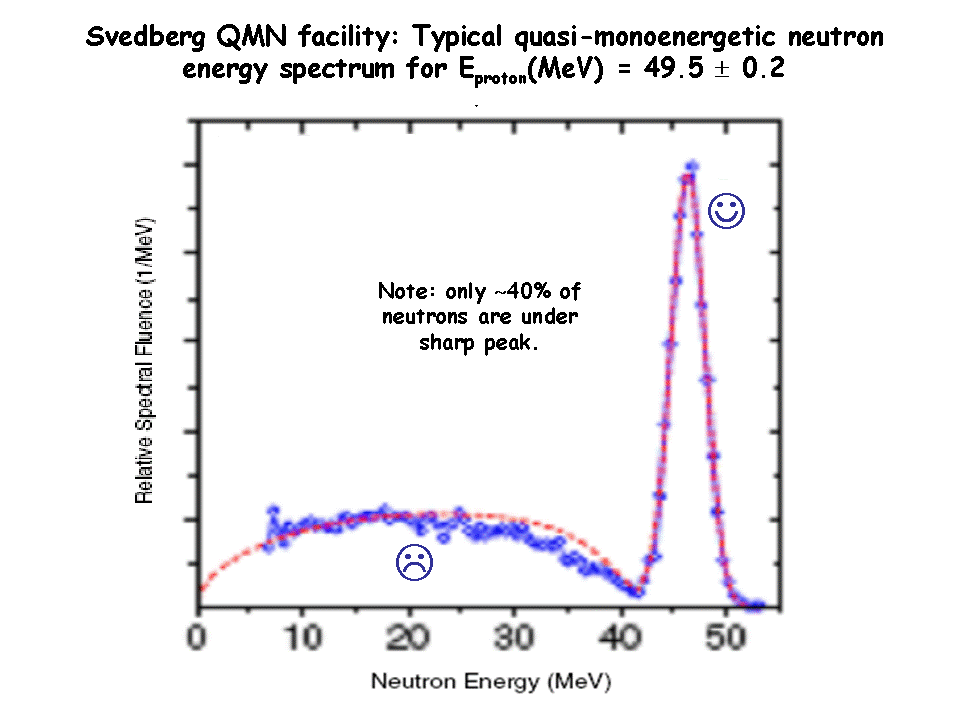 Svedberg QMN facility: Typical quasi-monoenergetic neutron
energy spectrum for Eproton(MeV) = 49.5 ± 0.2
Note: only ~40% of
neutrons are under
sharp peak.
Relative Spectral Fluence (1/MeV)
0 10 20 30 40 50
Neutron Energy (MeV)